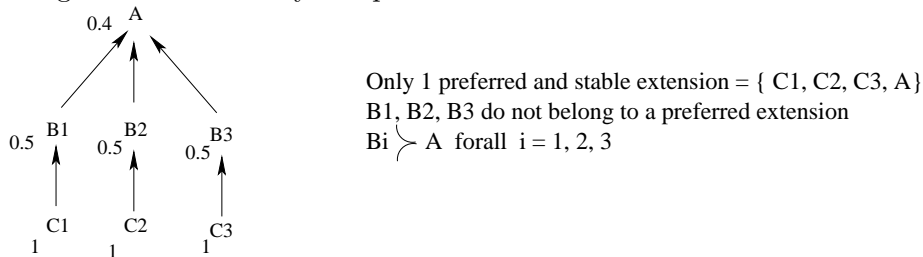 A
0.4
Only 1 preferred and stable extension = { C1, C2, C3, A}
B1, B2, B3 do not belong to a preferred extension
Bi ≻ A forall i = 1, 2, 3
B1 B2 B3
0.5 0.5 0.5
C1 C2 C3
1 1 1